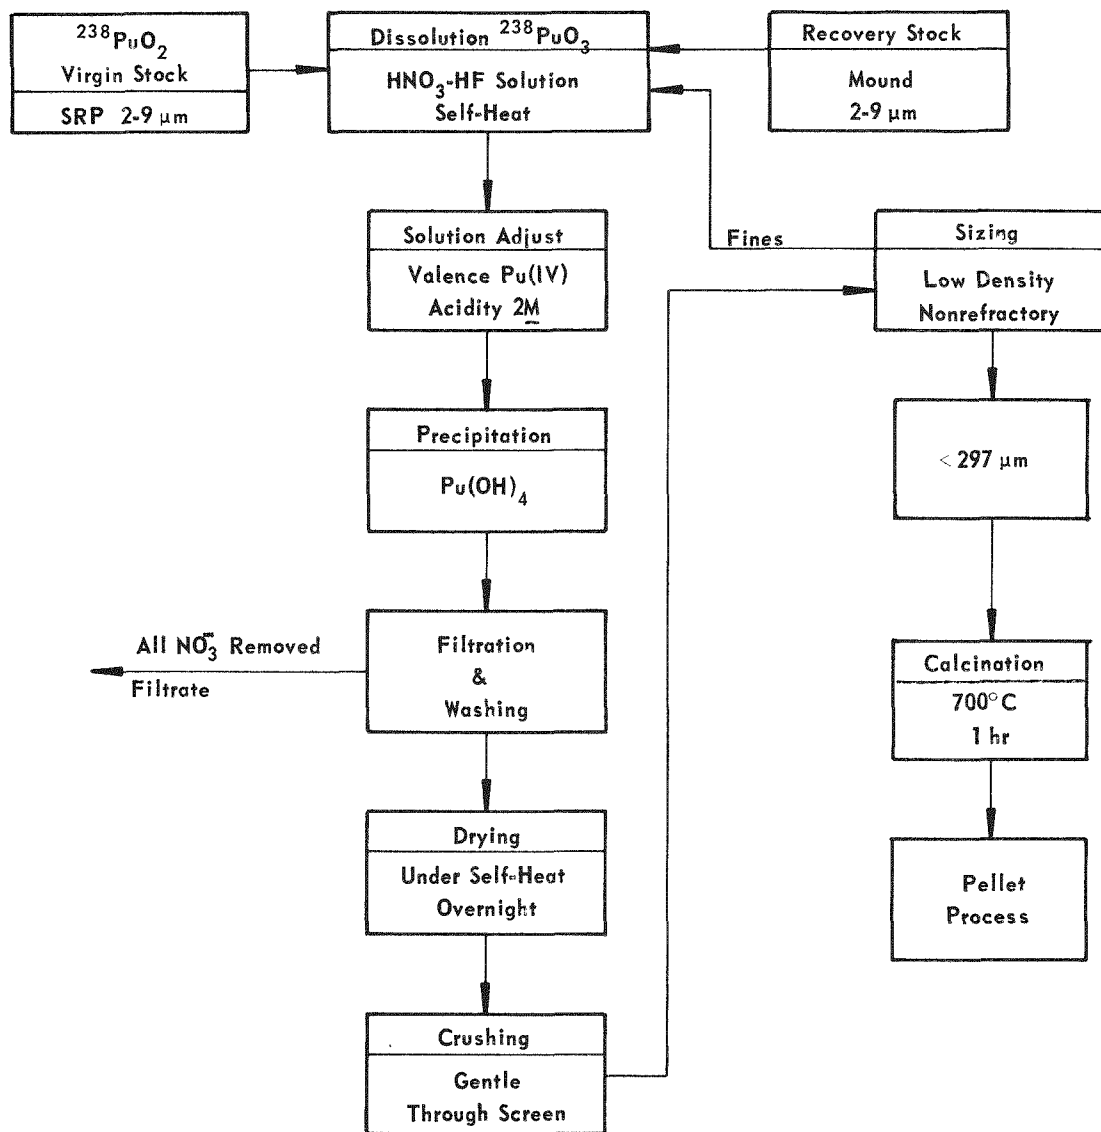 ²³⁸PuO₂
Virgin Stock
SRP 2-9 μm
Dissolution ²³⁸PuO₃
HNO₃-HF Solution
Self-Heat
Recovery Stock
Mound
2-9 μm
Solution Adjust
Valence Pu(IV)
Acidity 2M
Fines
Sizing
Low Density
Nonrefractory
Precipitation
Pu(OH)₄
< 297 μm
All NO₃⁻ Removed
Filtrate
Filtration
&
Washing
Calcination
700°C
1 hr
Drying
Under Self-Heat
Overnight
Pellet
Process
Crushing
Gentle
Through Screen